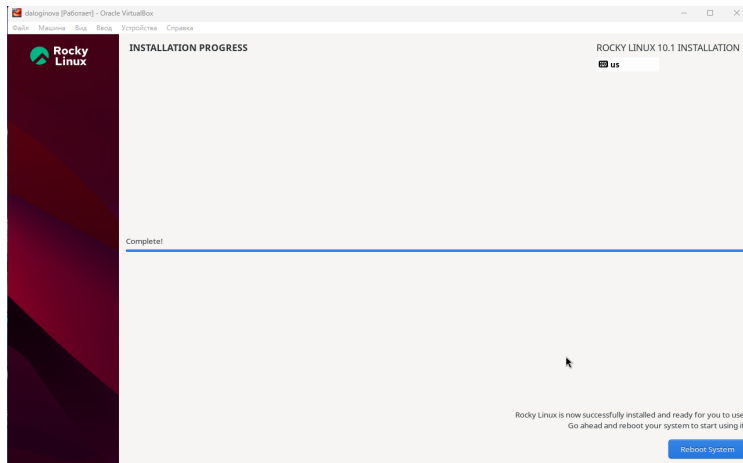 daloginova [Работает] - Oracle VirtualBox
Файл Машина Вид Ввод Устройства Справка
Rocky Linux
INSTALLATION PROGRESS
ROCKY LINUX 10.1 INSTALLATION
us
Complete!
Rocky Linux is now successfully installed and ready for you to use
Go ahead and reboot your system to start using it
Reboot System